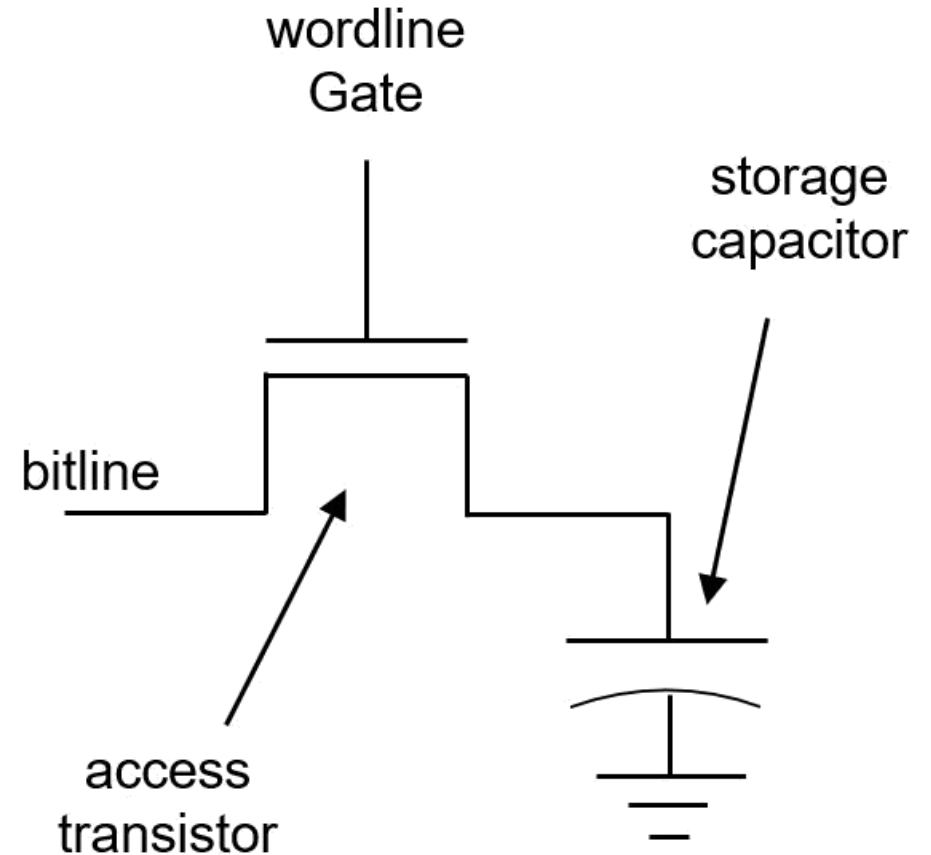 wordline
Gate
storage
capacitor
bitline
access
transistor